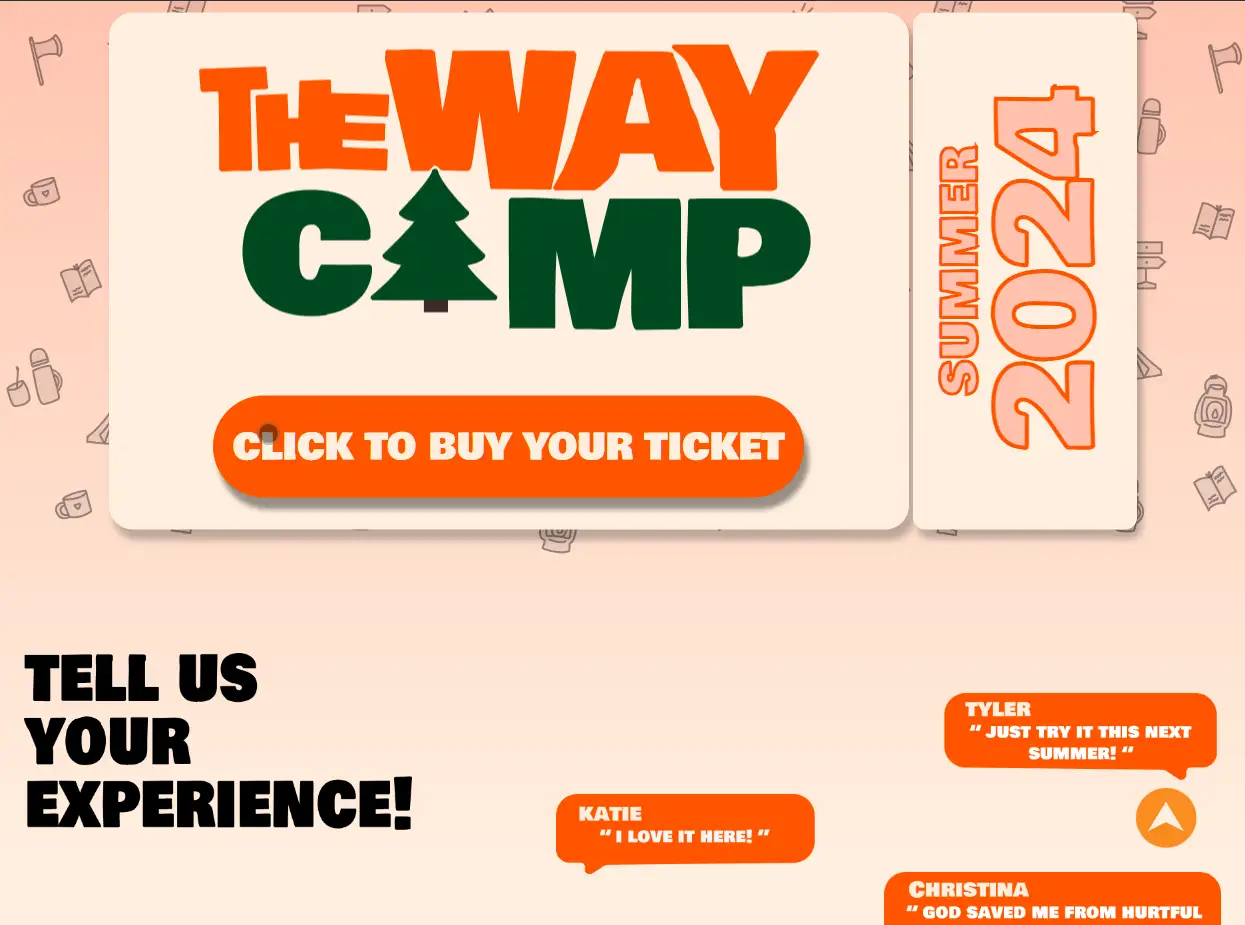 THE WAY
CAMP
SUMMER
2024
CLICK TO BUY YOUR TICKET
TELL US
YOUR
EXPERIENCE!
TYLER
“ JUST TRY IT THIS NEXT
SUMMER! “
KATIE
“ I LOVE IT HERE! ”
CHRISTINA
“ GOD SAVED ME FROM HURTFUL